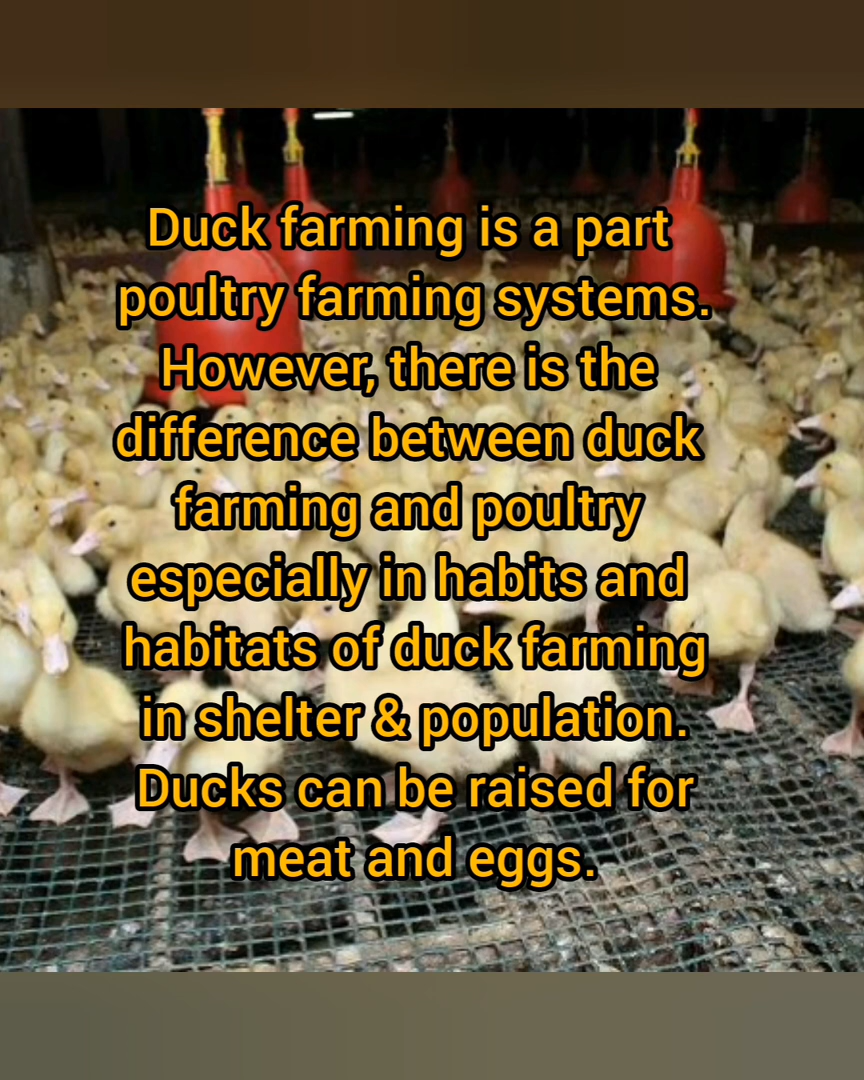 Duck farming is a part
poultry farming systems.
However, there is the
difference between duck
farming and poultry
especially in habits and
habitats of duck farming
in shelter & population.
Ducks can be raised for
meat and eggs.